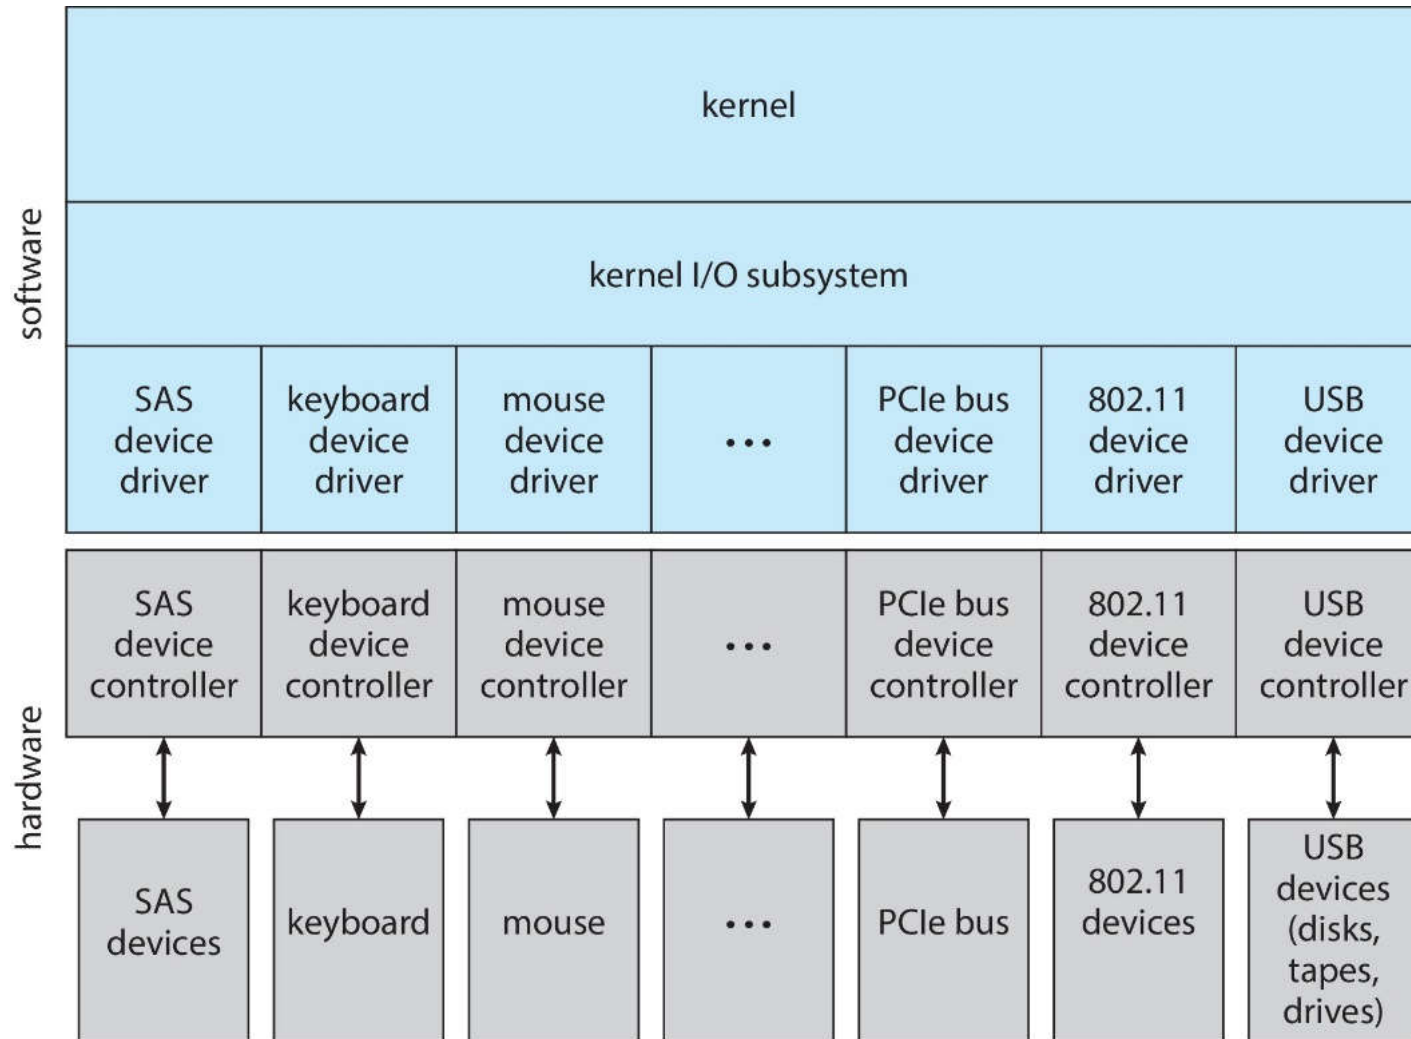 kernel
software
kernel I/O subsystem
SAS
device
driver
keyboard
device
driver
mouse
device
driver
...
PCIe bus
device
driver
802.11
device
driver
USB
device
driver
hardware
SAS
device
controller
keyboard
device
controller
mouse
device
controller
...
PCIe bus
device
controller
802.11
device
controller
USB
device
controller
SAS
devices
keyboard
mouse
...
PCIe bus
802.11
devices
USB
devices
(disks,
tapes,
drives)